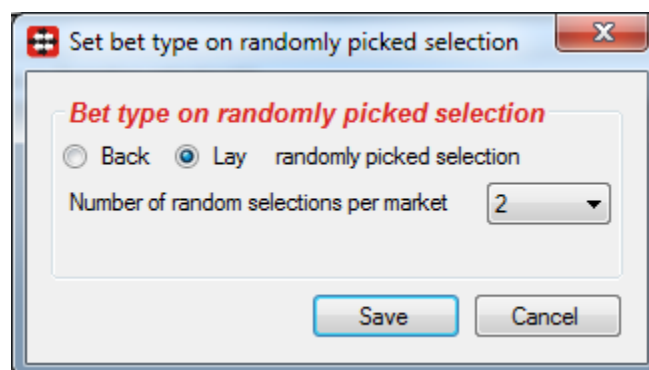 Set bet type on randomly picked selection
Bet type on randomly picked selection
Back Lay randomly picked selection
Number of random selections per market 2
Save Cancel